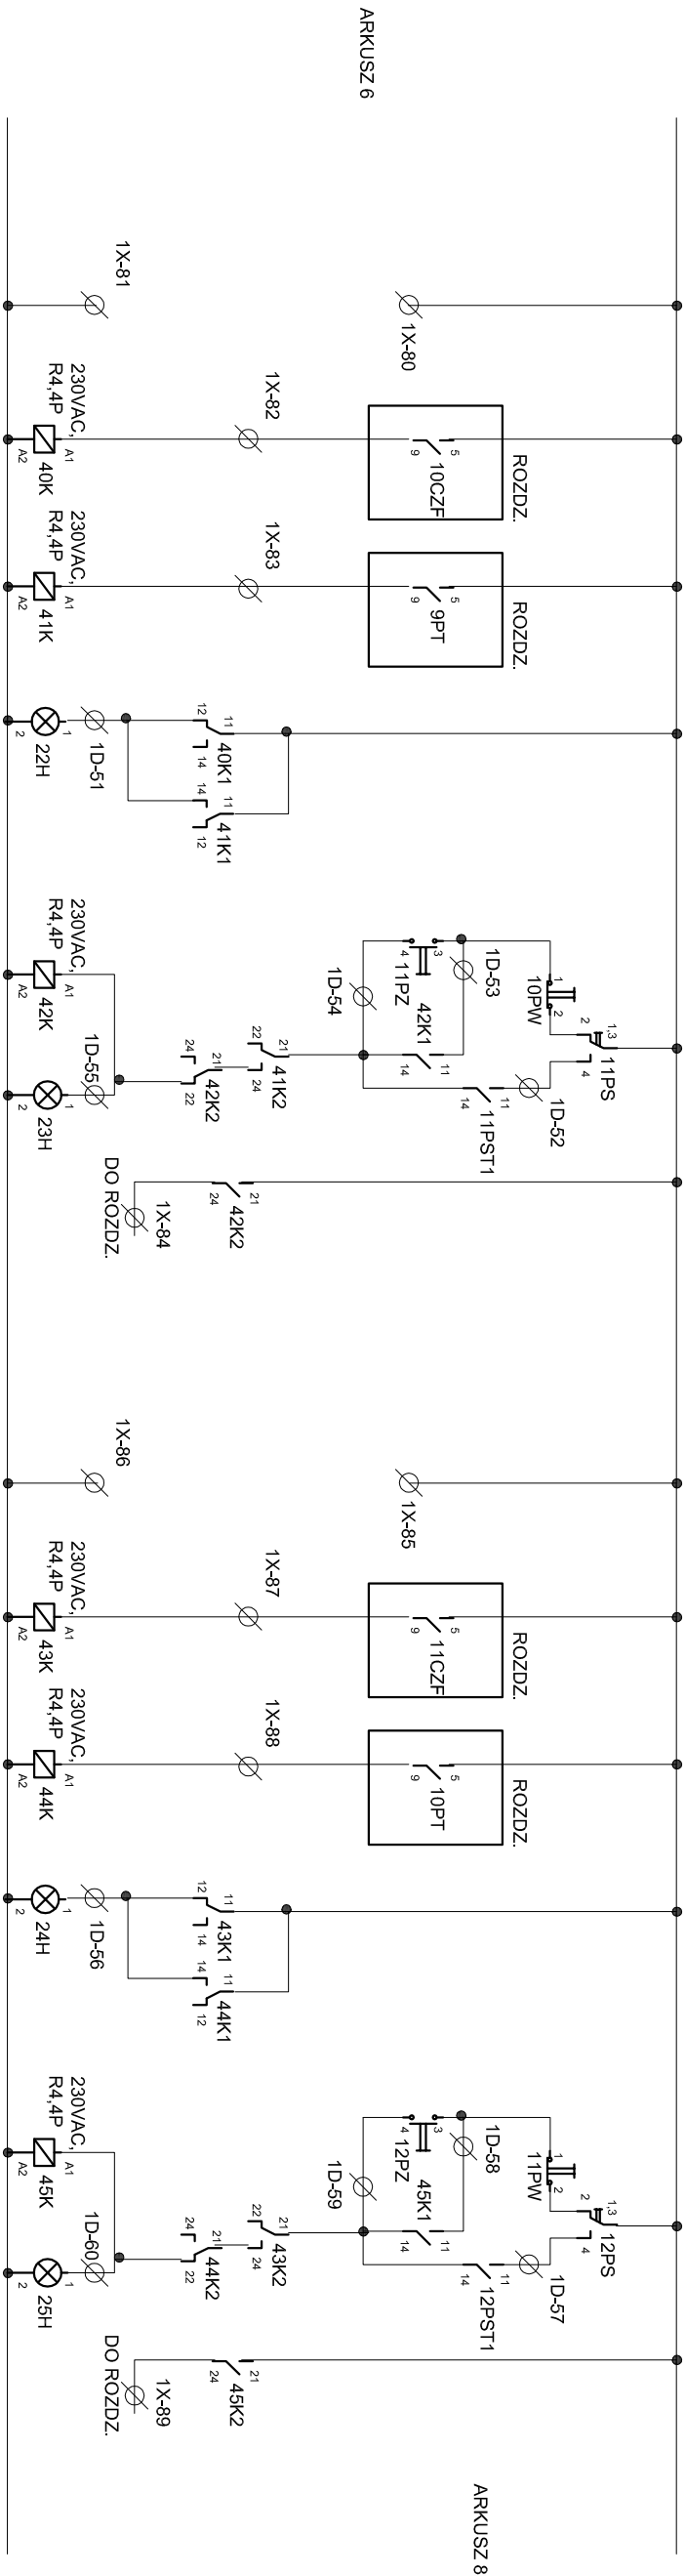 ARKUSZ 6
1X-80
1X-81
ROZDZ.
5
9
10CZF
1X-82
230VAC,
R4,4P
A1
A2
40K
ROZDZ.
5
9
9PT
1X-83
230VAC,
R4,4P
A1
A2
41K
11
12
14
40K1
11
14
12
41K1
1D-51
1
2
22H
1,3
2
4
11PS
1
2
10PW
1D-52
1D-53
3
4
11PZ
11
14
42K1
11
14
11PST1
1D-54
21
22
24
41K2
21
24
22
42K2
230VAC,
R4,4P
A1
A2
42K
1D-55
1
2
23H
21
24
42K2
1X-84
DO ROZDZ.
1X-85
1X-86
ROZDZ.
5
9
11CZF
1X-87
230VAC,
R4,4P
A1
A2
43K
ROZDZ.
5
9
10PT
1X-88
230VAC,
R4,4P
A1
A2
44K
11
12
14
43K1
11
14
12
44K1
1D-56
1
2
24H
1,3
2
4
12PS
1
2
11PW
1D-57
1D-58
3
4
12PZ
11
14
45K1
11
14
12PST1
1D-59
21
22
24
43K2
21
24
22
44K2
230VAC,
R4,4P
A1
A2
45K
1D-60
1
2
25H
21
24
45K2
1X-89
DO ROZDZ.
ARKUSZ 8